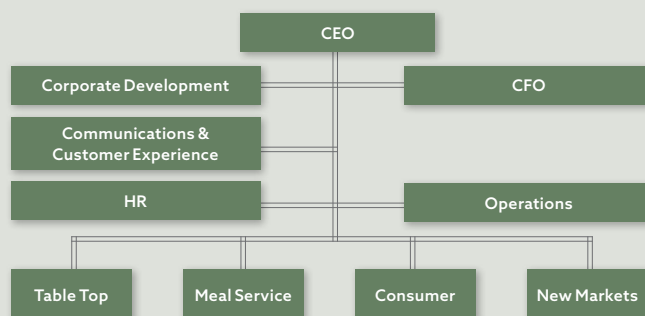 CEO
Corporate Development
CFO
Communications &
Customer Experience
HR
Operations
Table Top
Meal Service
Consumer
New Markets